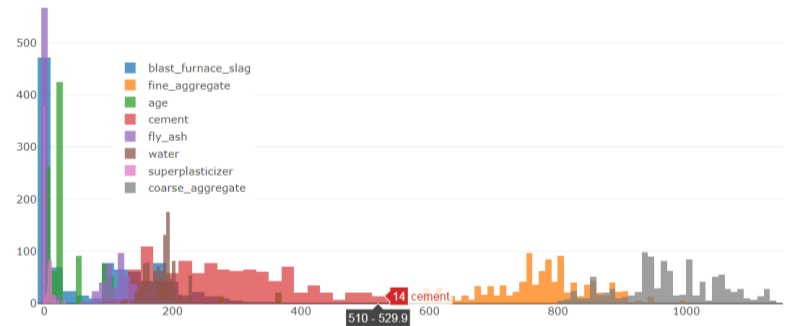 500
400
300
200
100
0
blast_furnace_slag
fine_aggregate
age
cement
fly_ash
water
superplasticizer
coarse_aggregate
14 cement
0 200 400 600 800 1000
510 - 529.9